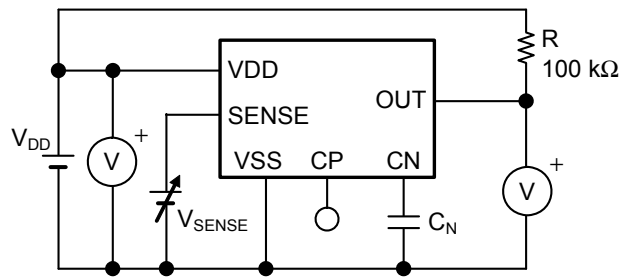 R
100 kΩ
VDD
OUT
SENSE
V_DD
V
+
VSS CP CN
V
+
V_SENSE
C_N